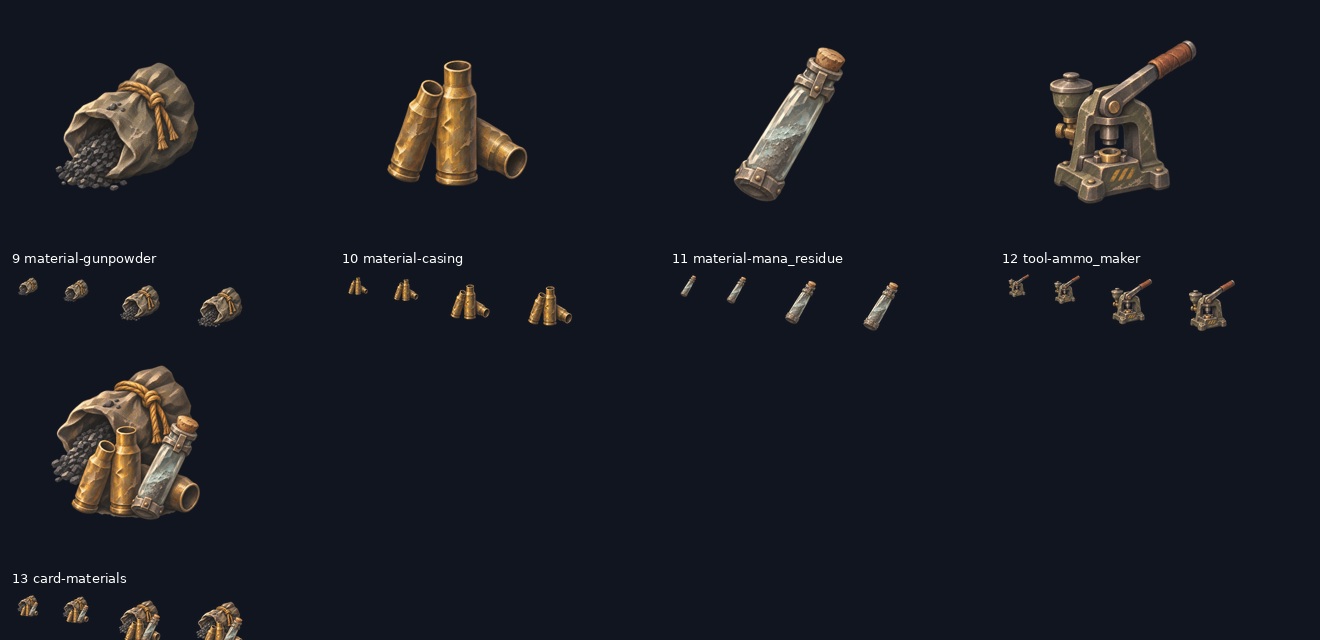 9 material-gunpowder
10 material-casing
11 material-mana_residue
12 tool-ammo_maker
13 card-materials